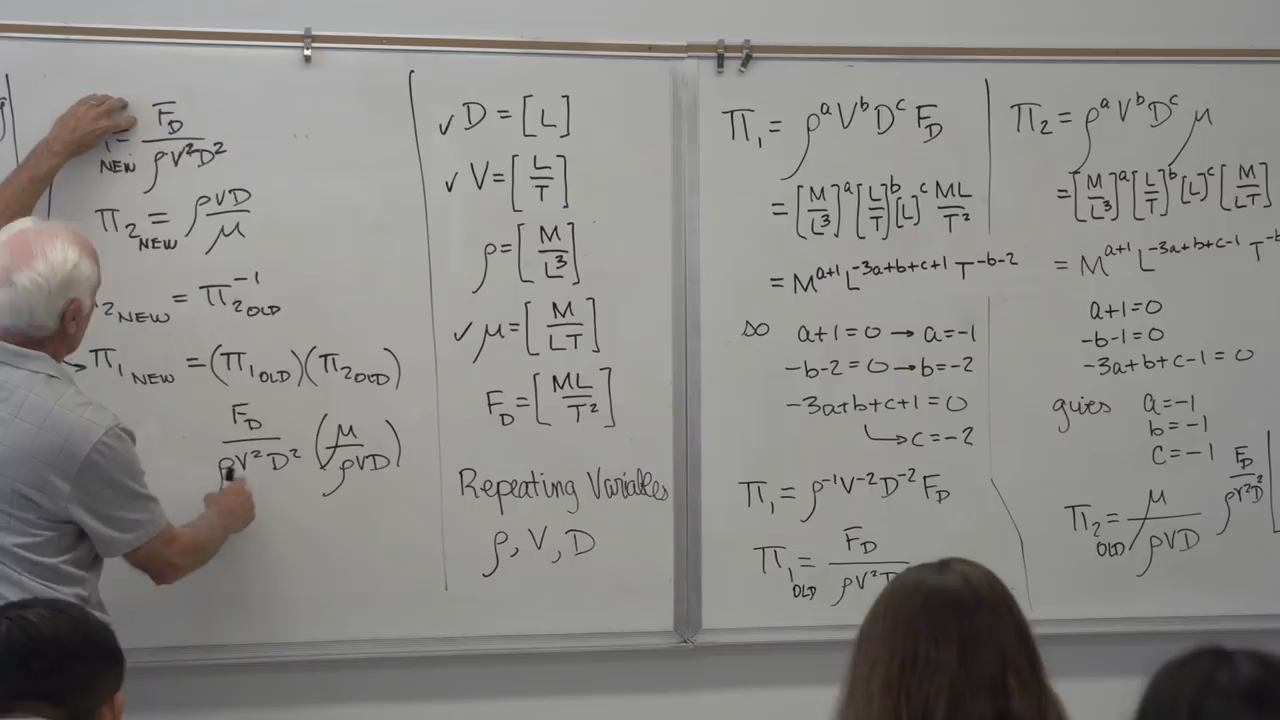 = F_D / ρV²D²
NEW
π₂ NEW = ρVD / μ
₂ NEW = π₂ OLD⁻¹
→ π₁ NEW = (π₁ OLD)(π₂ OLD)
F_D / ρV²D² (μ / ρVD)
✓ D = [L]
✓ V = [L/T]
ρ = [M/L³]
✓ μ = [M/LT]
F_D = [ML/T²]
Repeating Variables
ρ, V, D
π₁ = ρᵃVᵇDᶜ F_D
= [M/L³]ᵃ [L/T]ᵇ [L]ᶜ ML/T²
= M^(a+1) L^(-3a+b+c+1) T^(-b-2)
so a+1=0 → a=-1
-b-2=0 → b=-2
-3a+b+c+1=0
↳ c=-2
π₁ = ρ⁻¹V⁻²D⁻² F_D
π₁ OLD = F_D / ρV²
π₂ = ρᵃVᵇDᶜ μ
= [M/L³]ᵃ [L/T]ᵇ [L]ᶜ [M/LT]
= M^(a+1) L^(-3a+b+c-1) T^(-b
a+1=0
-b-1=0
-3a+b+c-1=0
gives a=-1
b=-1
c=-1
π₂ OLD = μ / ρVD
F_D / ρV²D²